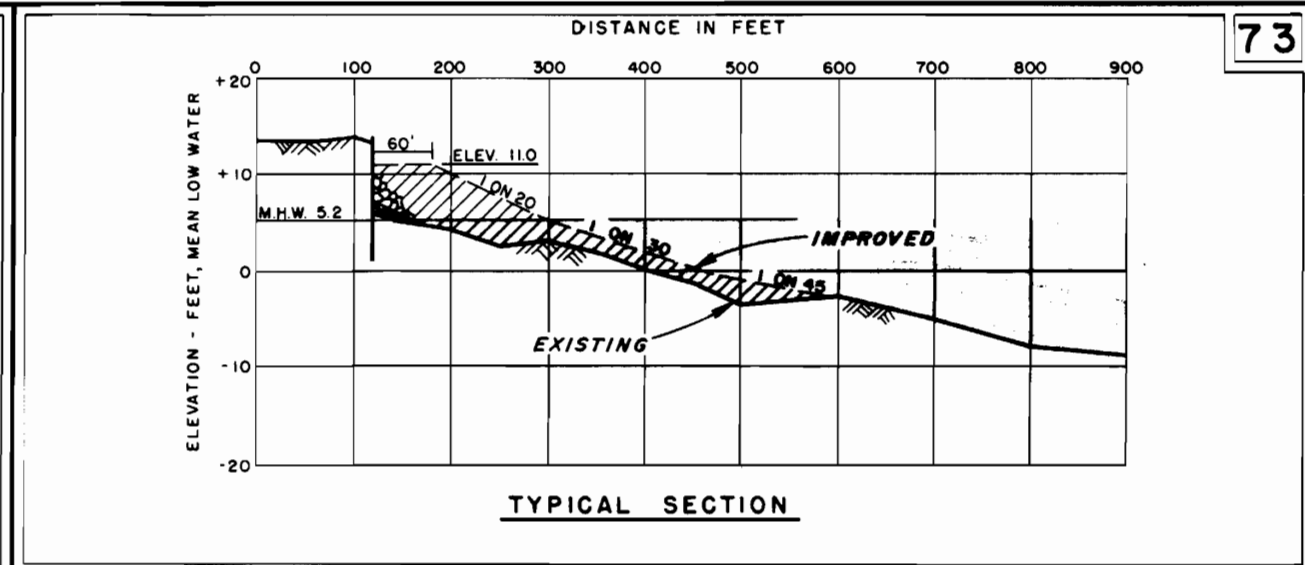 DISTANCE IN FEET
73
0 100 200 300 400 500 600 700 800 900
ELEVATION - FEET, MEAN LOW WATER
+20
60'
ELEV. 11.0
+10
1 ON 20
M.H.W. 5.2
1 ON 30
IMPROVED
0
1 ON 45
EXISTING
-10
-20
TYPICAL SECTION